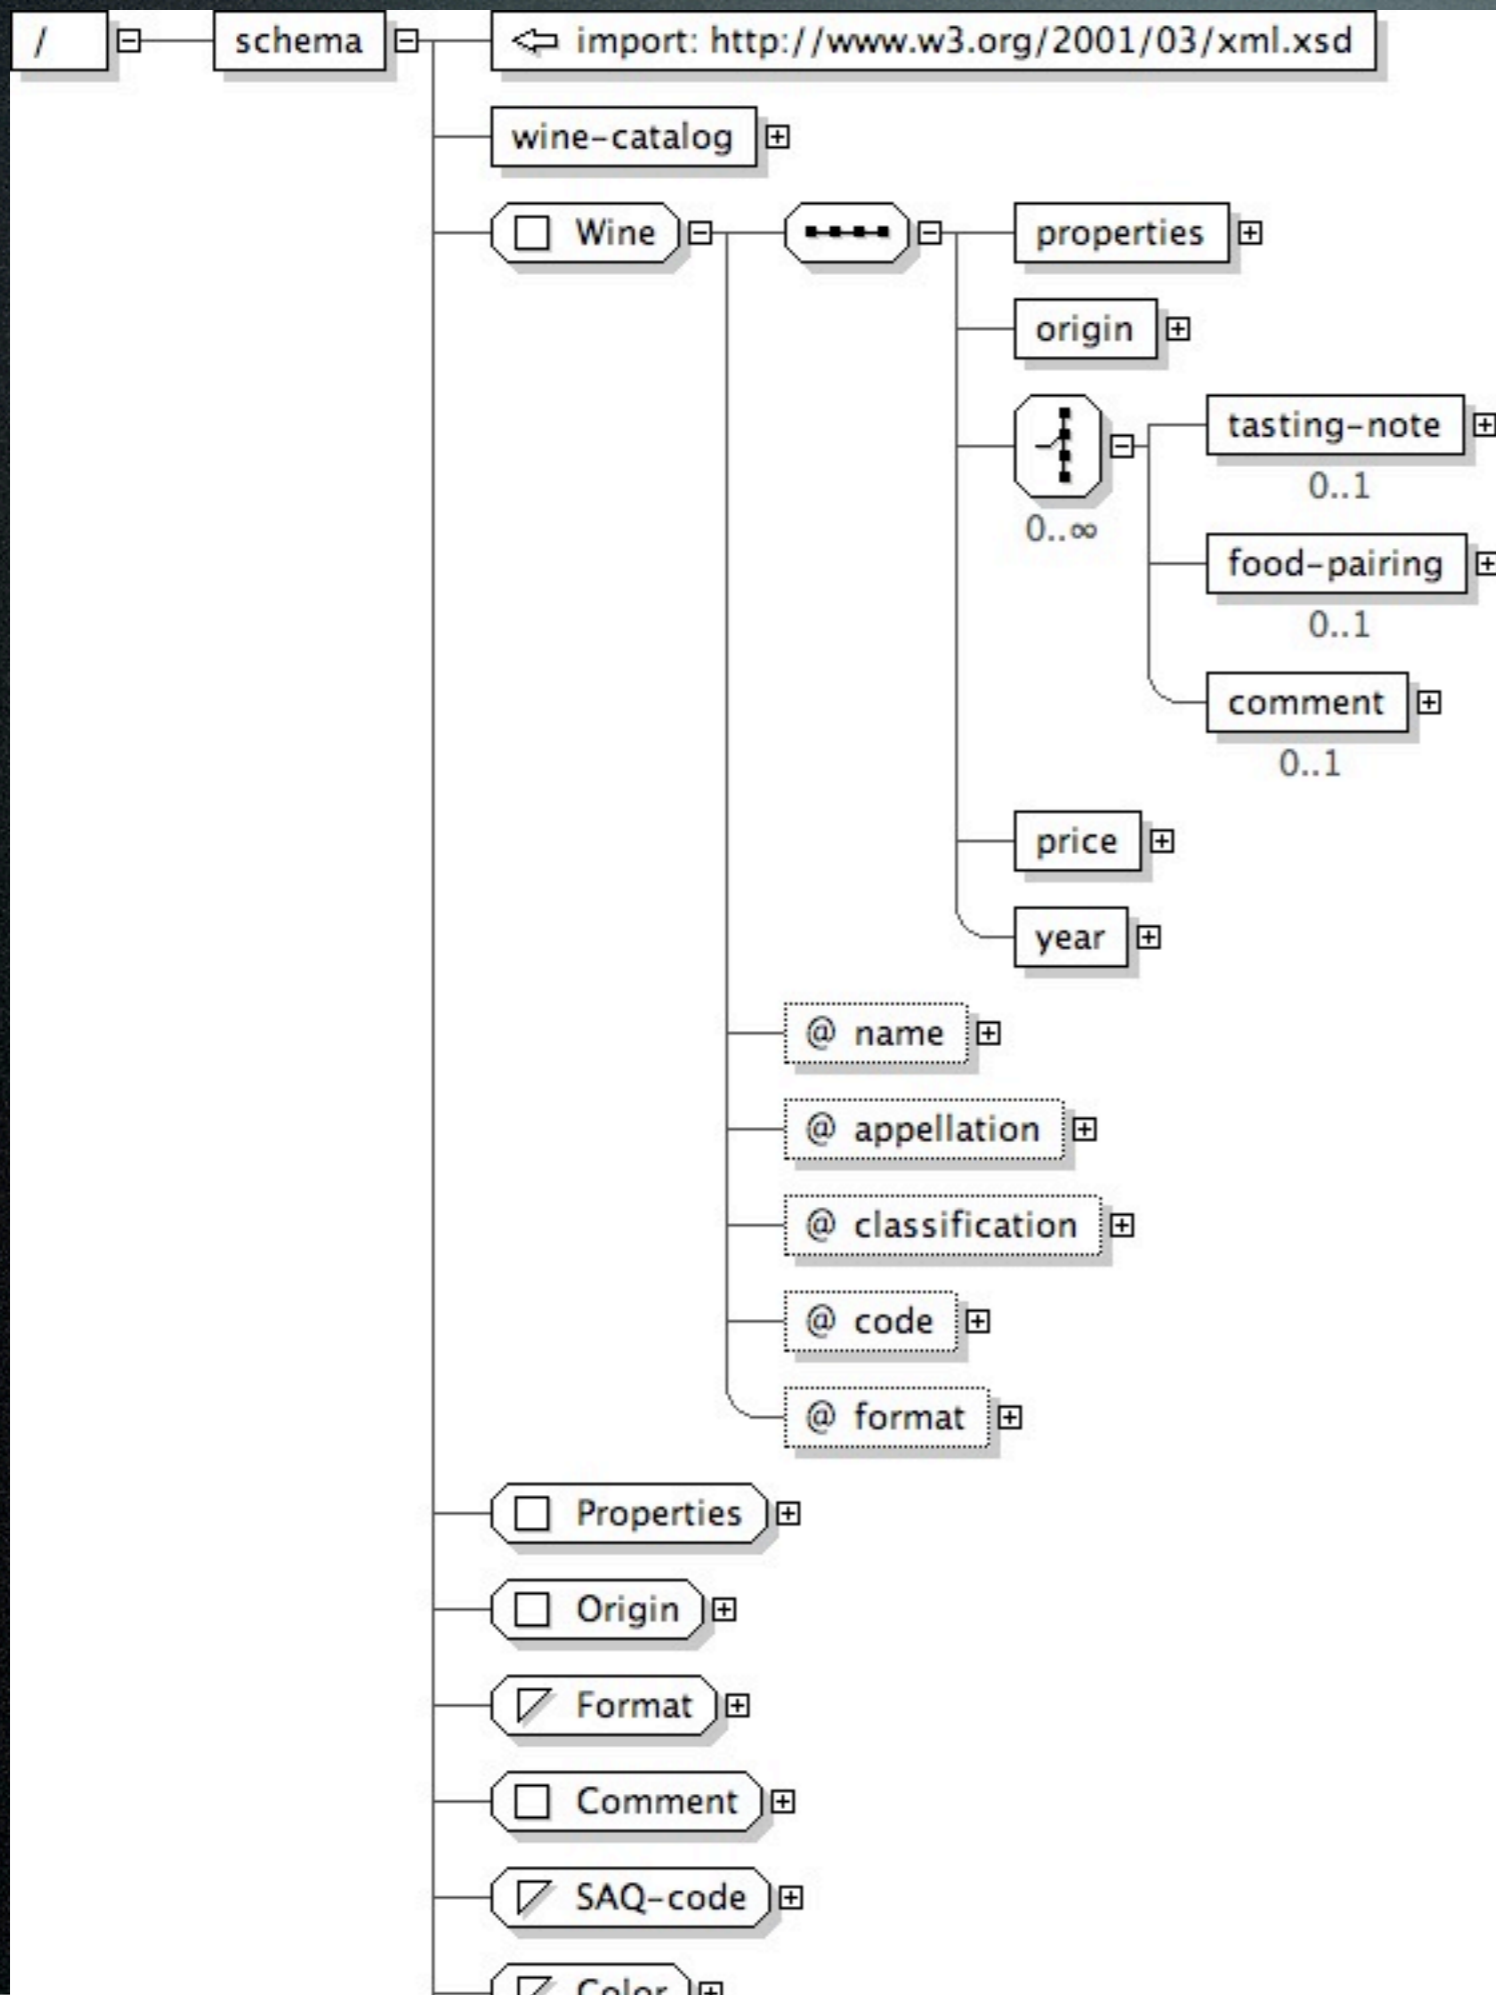 /
schema
import: http://www.w3.org/2001/03/xml.xsd
wine-catalog
Wine
properties
origin
tasting-note
0..1
0..∞
food-pairing
0..1
comment
0..1
price
year
@ name
@ appellation
@ classification
@ code
@ format
Properties
Origin
Format
Comment
SAQ-code
Color